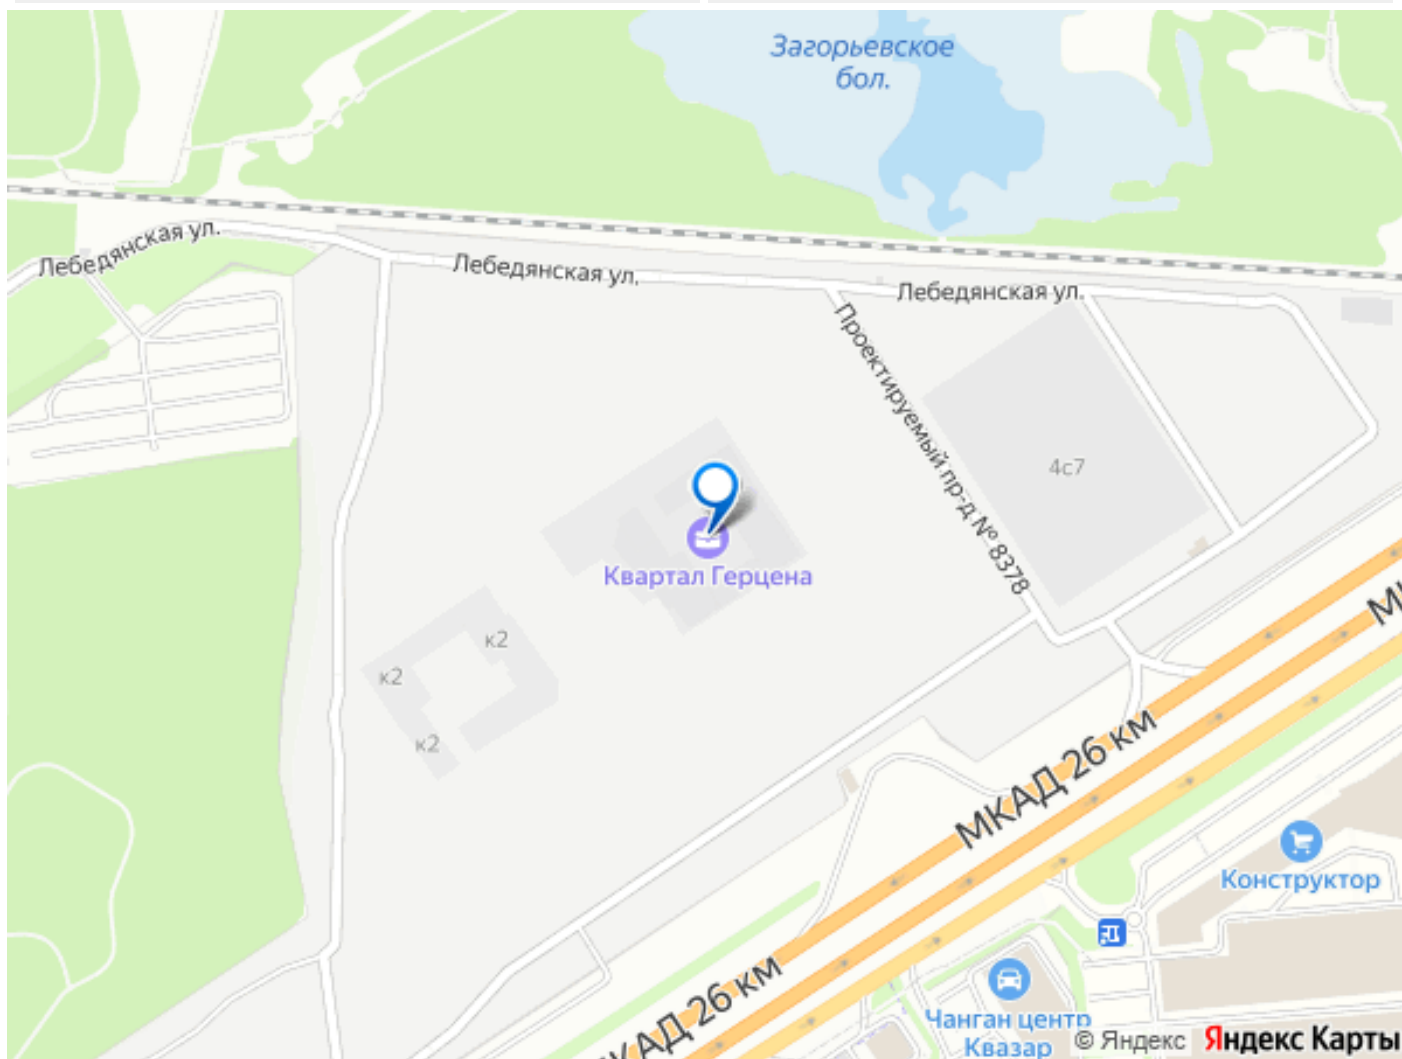 Загорьевское
бол.
Лебедянская ул.
Лебедянская ул.
Лебедянская ул.
Проектируемый пр-д № 8378
4с7
Квартал Герцена
к2
к2
к2
МКАД 26 км
Конструктор
МКАД 26 км
Чанган центр
Квазар
© Яндекс Яндекс Карты